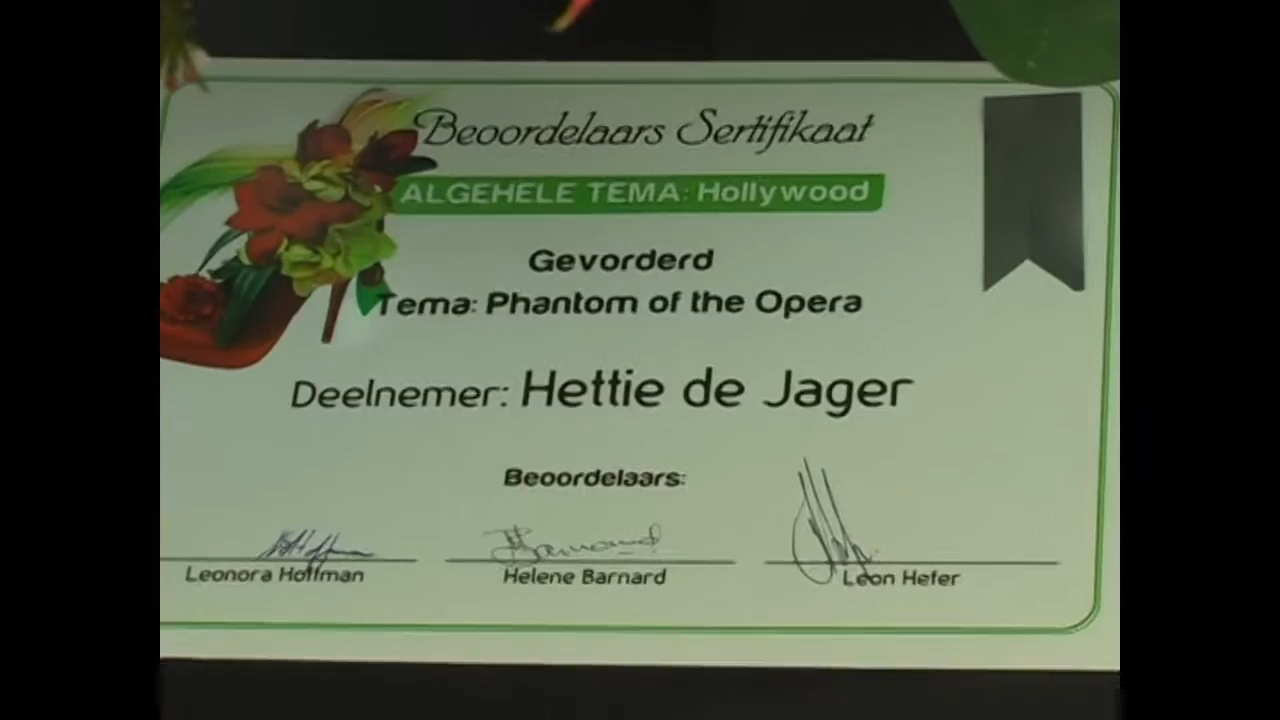 Beoordelaars Sertifikaat
ALGEHELE TEMA: Hollywood
Gevorderd
Tema: Phantom of the Opera
Deelnemer: Hettie de Jager
Beoordelaars:
Leonora Hoffman
Helene Barnard
Leon Hefer